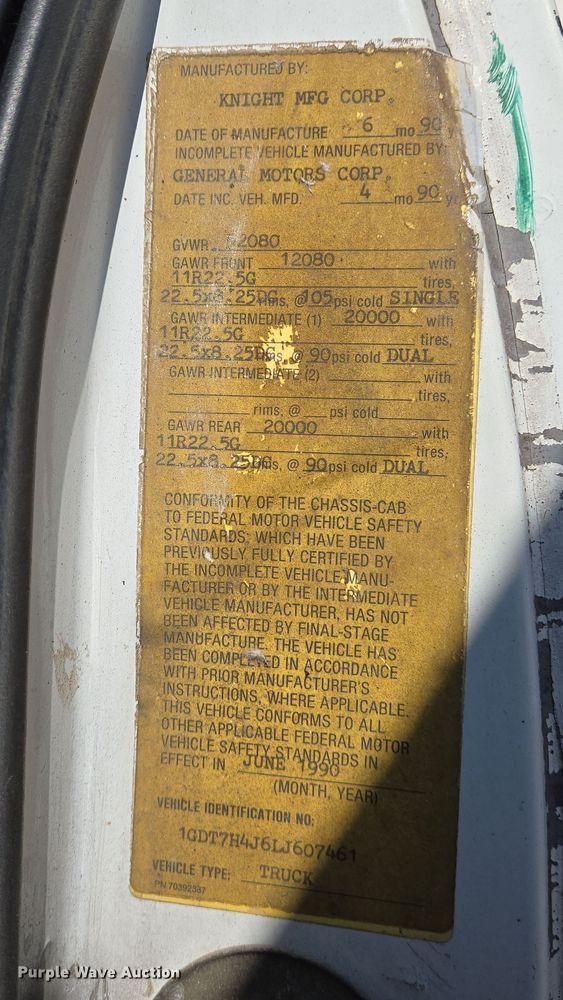 MANUFACTURED BY:
KNIGHT MFG CORP.
DATE OF MANUFACTURE 6 mo 90 y
INCOMPLETE VEHICLE MANUFACTURED BY:
GENERAL MOTORS CORP.
DATE INC. VEH. MFD. 4 mo 90 y
GVWR 52080
GAWR FRONT 12080 with
11R22.5G tires,
22.5x8.25DC rims, @ 105 psi cold SINGLE
GAWR INTERMEDIATE (1) 20000 with
11R22.5G tires,
22.5x8.25DC @ 90 psi cold DUAL
GAWR INTERMEDIATE (2) with
tires,
rims, @ psi cold
GAWR REAR 20000 with
11R22.5G tires,
22.5x8.25DC rims, @ 90 psi cold DUAL
CONFORMITY OF THE CHASSIS-CAB
TO FEDERAL MOTOR VEHICLE SAFETY
STANDARDS, WHICH HAVE BEEN
PREVIOUSLY FULLY CERTIFIED BY
THE INCOMPLETE VEHICLE MANU-
FACTURER OR BY THE INTERMEDIATE
VEHICLE MANUFACTURER, HAS NOT
BEEN AFFECTED BY FINAL-STAGE
MANUFACTURE. THE VEHICLE HAS
BEEN COMPLETED IN ACCORDANCE
WITH PRIOR MANUFACTURER'S
INSTRUCTIONS, WHERE APPLICABLE.
THIS VEHICLE CONFORMS TO ALL
OTHER APPLICABLE FEDERAL MOTOR
VEHICLE SAFETY STANDARDS IN
EFFECT IN JUNE 1990
(MONTH, YEAR)
VEHICLE IDENTIFICATION NO:
1GDT7H4J6LJ607461
VEHICLE TYPE: TRUCK
PN 70392387
Purple Wave Auction